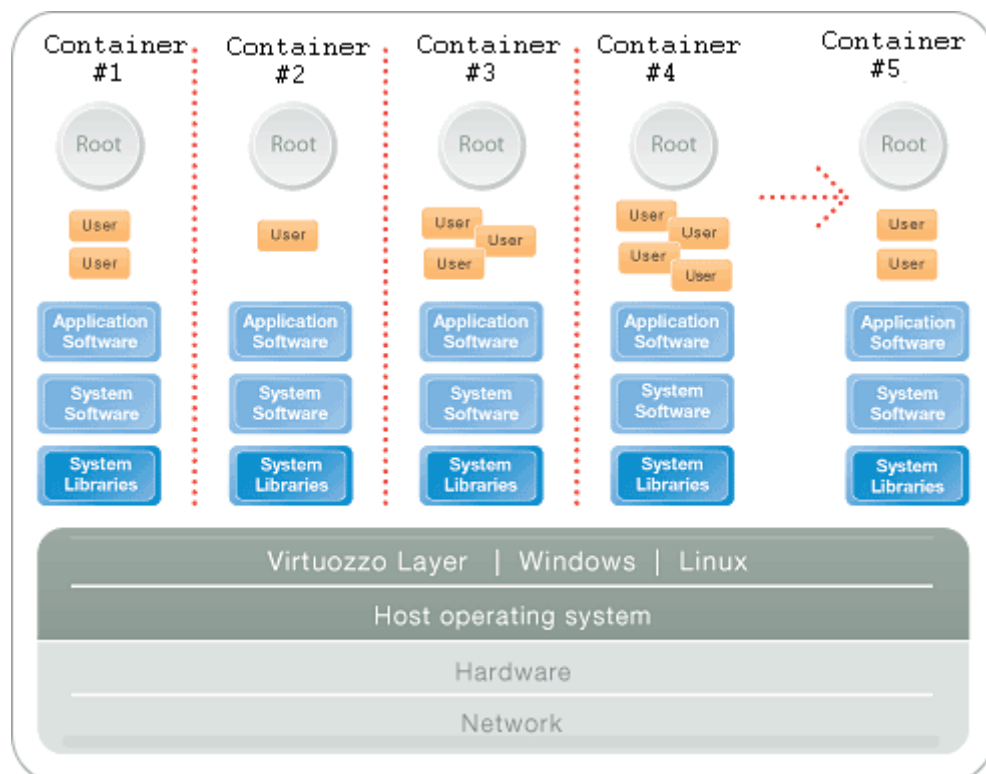 Container #1
Container #2
Container #3
Container #4
Container #5
Root
Root
Root
Root
Root
User
User
User
User
User
User
User
User
User
User
User
User
Application Software
Application Software
Application Software
Application Software
Application Software
System Software
System Software
System Software
System Software
System Software
System Libraries
System Libraries
System Libraries
System Libraries
System Libraries
Virtuozzo Layer | Windows | Linux
Host operating system
Hardware
Network